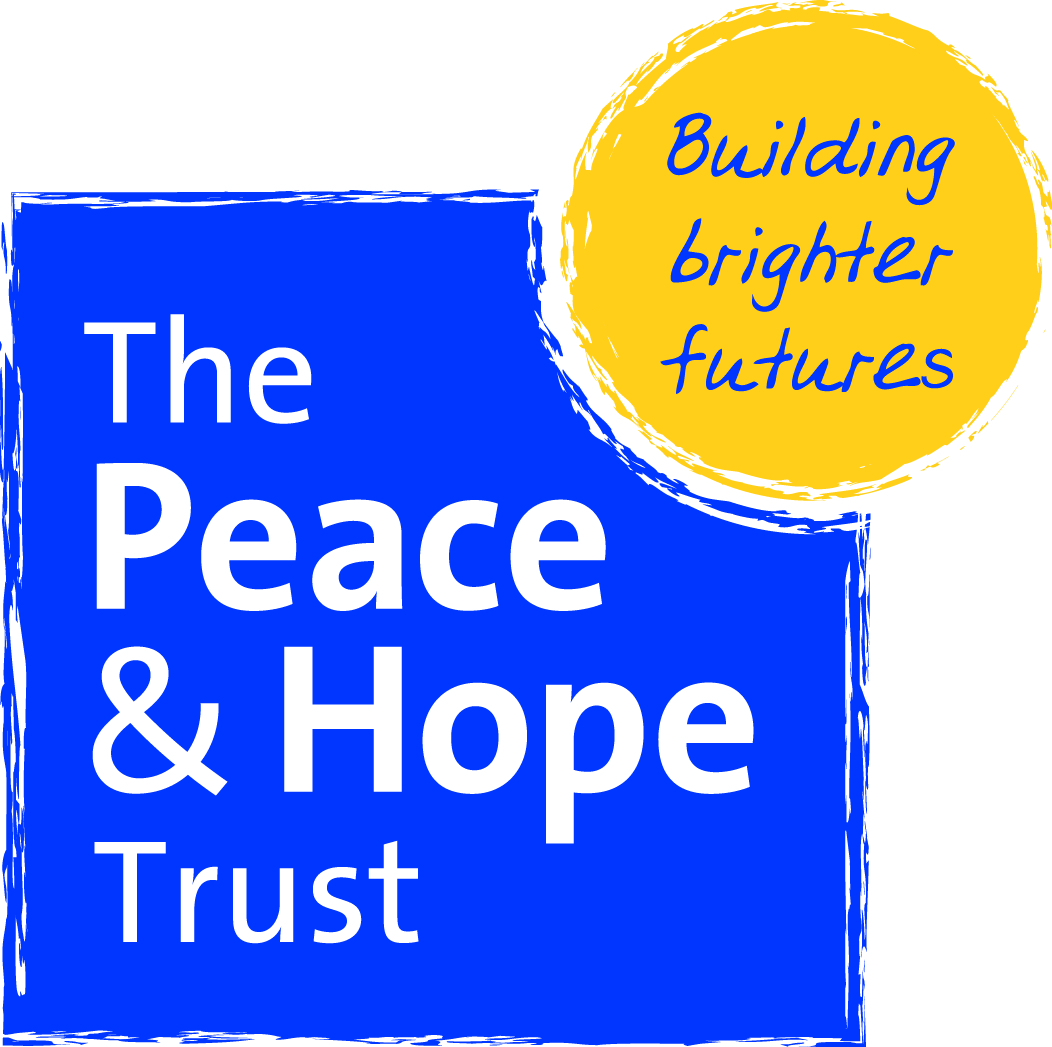 Building
brighter
futures
The
Peace
& Hope
Trust